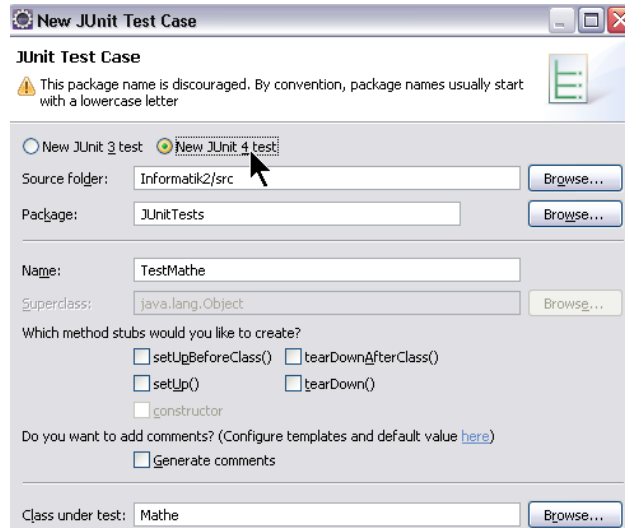 New JUnit Test Case
JUnit Test Case
This package name is discouraged. By convention, package names usually start
with a lowercase letter
New JUnit 3 test New JUnit 4 test
Source folder: Informatik2/src Browse...
Package: JUnitTests Browse...
Name: TestMathe
Superclass: java.lang.Object Browse...
Which method stubs would you like to create?
setUpBeforeClass() tearDownAfterClass()
setUp() tearDown()
constructor
Do you want to add comments? (Configure templates and default value here)
Generate comments
Class under test: Mathe Browse...